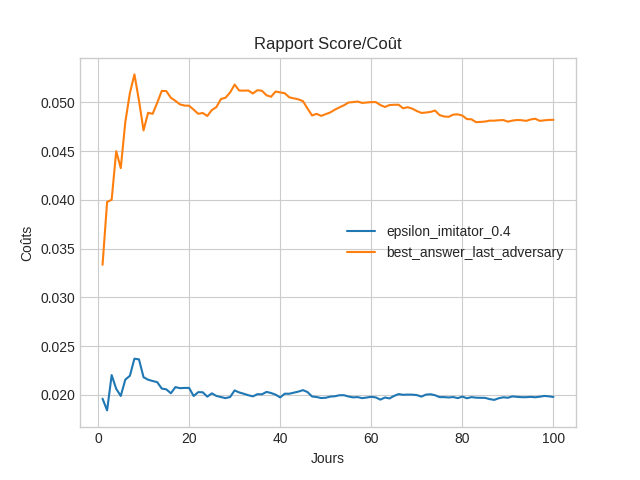 Rapport Score/Coût
Coûts
0.050
0.045
0.040
0.035
0.030
0.025
0.020
epsilon_imitator_0.4
best_answer_last_adversary
0
20
40
60
80
100
Jours